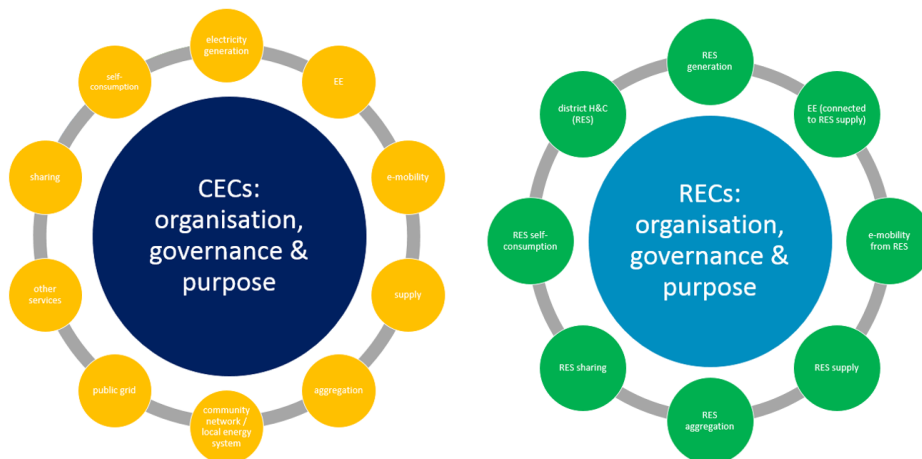 electricity
generation
EE
e-mobility
supply
aggregation
community
network /
local energy
system
public grid
other
services
sharing
self-
consumption
CECs:
organisation,
governance &
purpose
RES
generation
EE (connected
to RES supply)
e-mobility
from RES
RES supply
RES
aggregation
RES sharing
RES self-
consumption
district H&C
(RES)
RECs:
organisation,
governance &
purpose